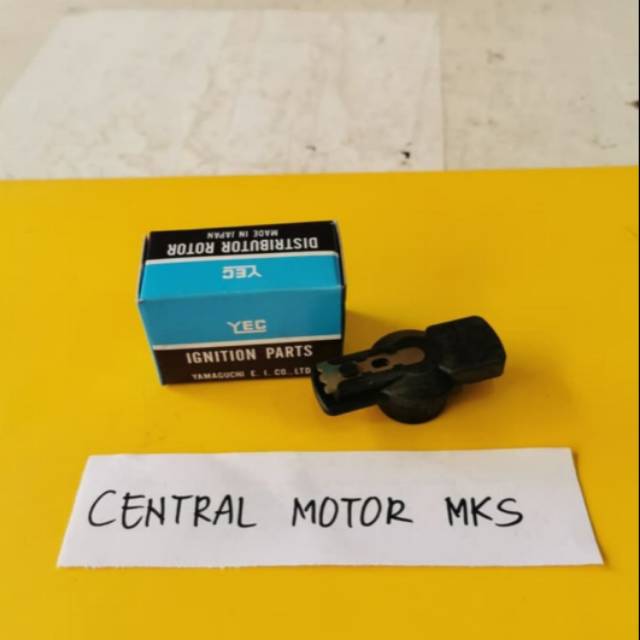 DISTRIBUTOR ROTOR
MADE IN JAPAN
YEC
YEC
IGNITION PARTS
YAMAGUCHI E. I. CO., LTD
CENTRAL MOTOR MKS